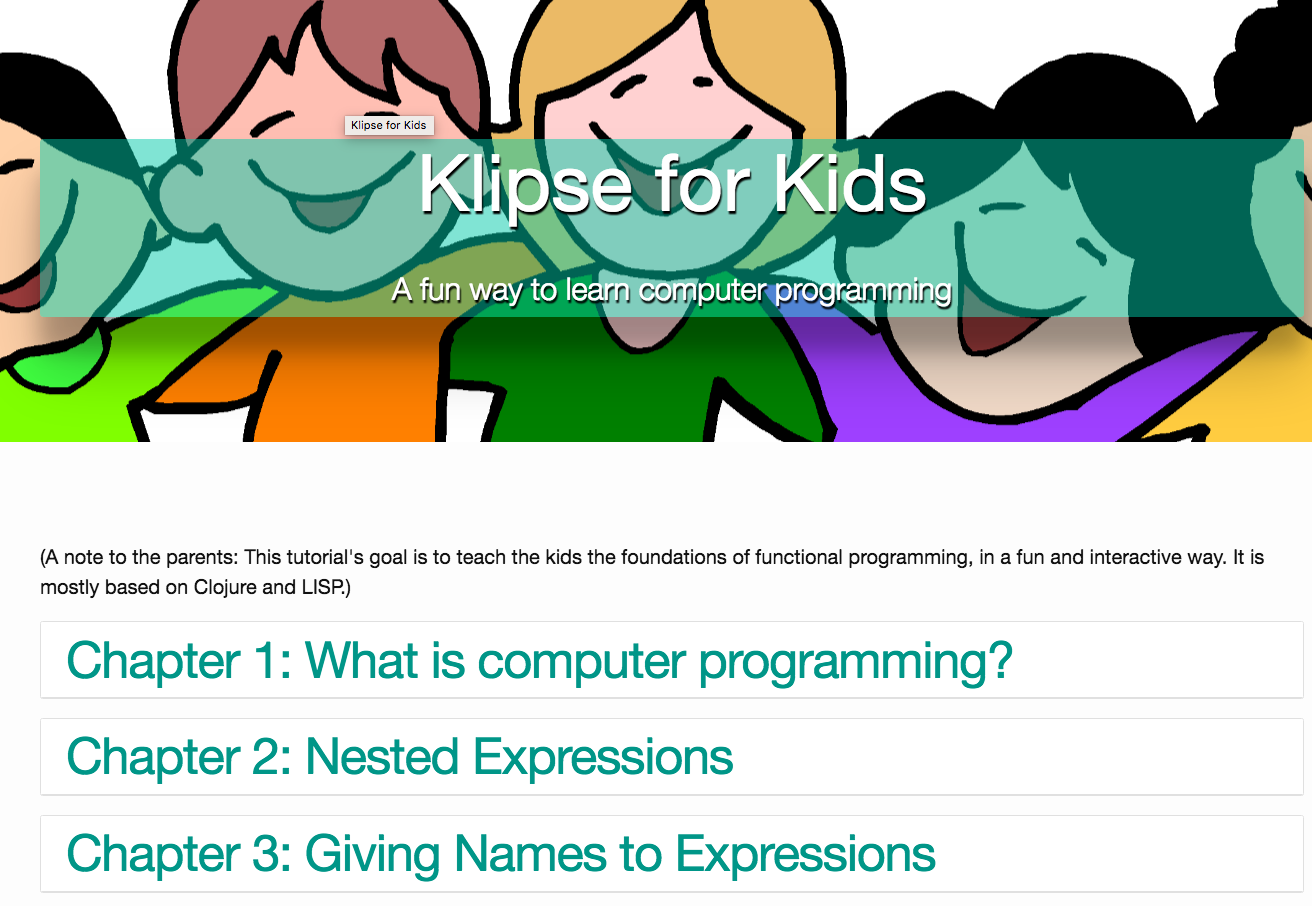 Klipse for Kids
Klipse for Kids
A fun way to learn computer programming
(A note to the parents: This tutorial's goal is to teach the kids the foundations of functional programming, in a fun and interactive way. It is
mostly based on Clojure and LISP.)
Chapter 1: What is computer programming?
Chapter 2: Nested Expressions
Chapter 3: Giving Names to Expressions